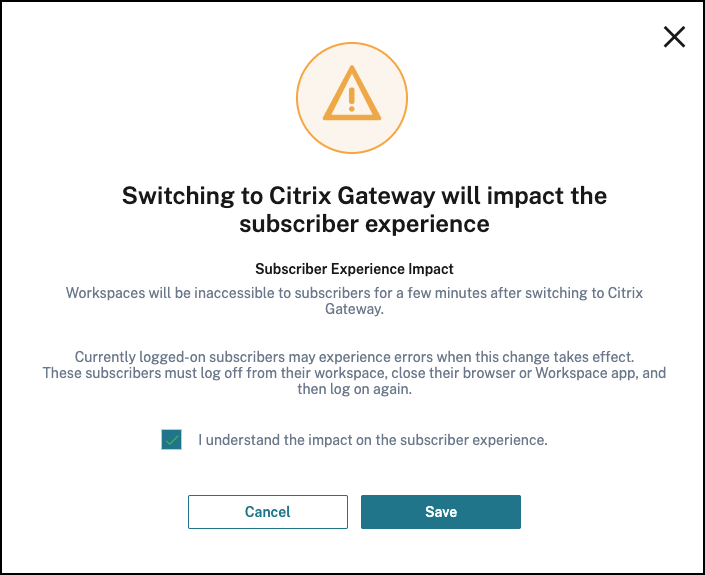 Switching to Citrix Gateway will impact the
subscriber experience
Subscriber Experience Impact
Workspaces will be inaccessible to subscribers for a few minutes after switching to Citrix
Gateway.
Currently logged-on subscribers may experience errors when this change takes effect.
These subscribers must log off from their workspace, close their browser or Workspace app, and
then log on again.
I understand the impact on the subscriber experience.
Cancel
Save